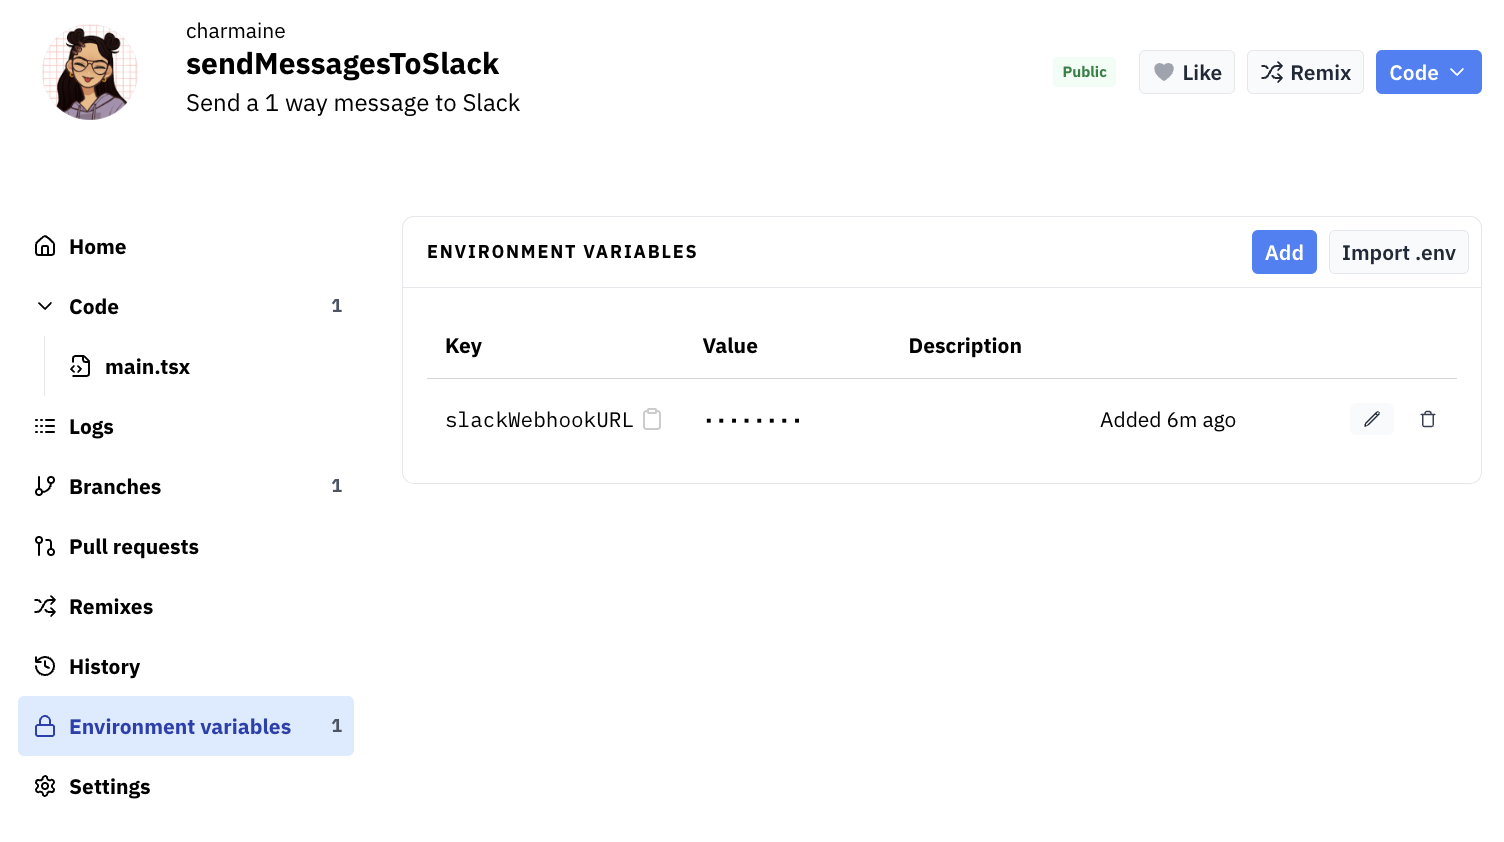 charmaine
sendMessagesToSlack
Send a 1 way message to Slack
Public
Like
Remix
Code
Home
Code 1
main.tsx
Logs
Branches 1
Pull requests
Remixes
History
Environment variables 1
Settings
ENVIRONMENT VARIABLES
Add
Import .env
Key Value Description
slackWebhookURL ········ Added 6m ago